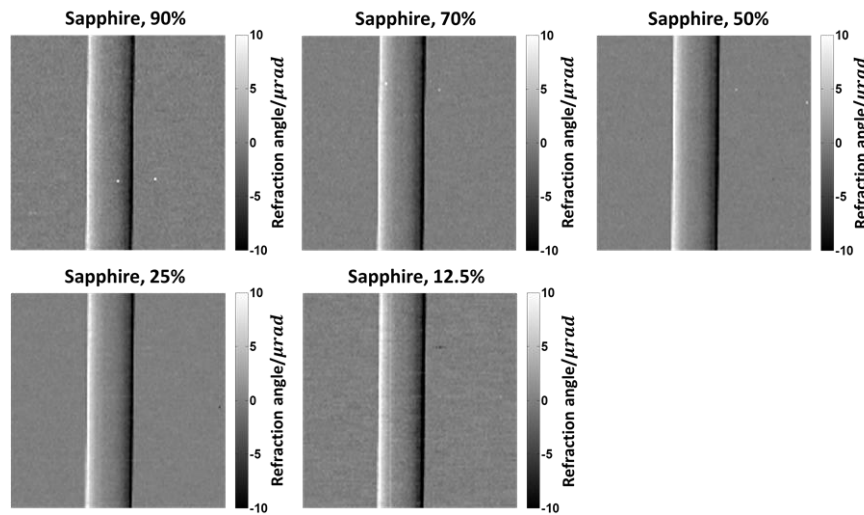 Sapphire, 90%
10
5
0
-5
-10
Refraction angle/μrad
Sapphire, 70%
10
5
0
-5
-10
Refraction angle/μrad
Sapphire, 50%
10
5
0
-5
-10
Refraction angle/μrad
Sapphire, 25%
10
5
0
-5
-10
Refraction angle/μrad
Sapphire, 12.5%
10
5
0
-5
-10
Refraction angle/μrad